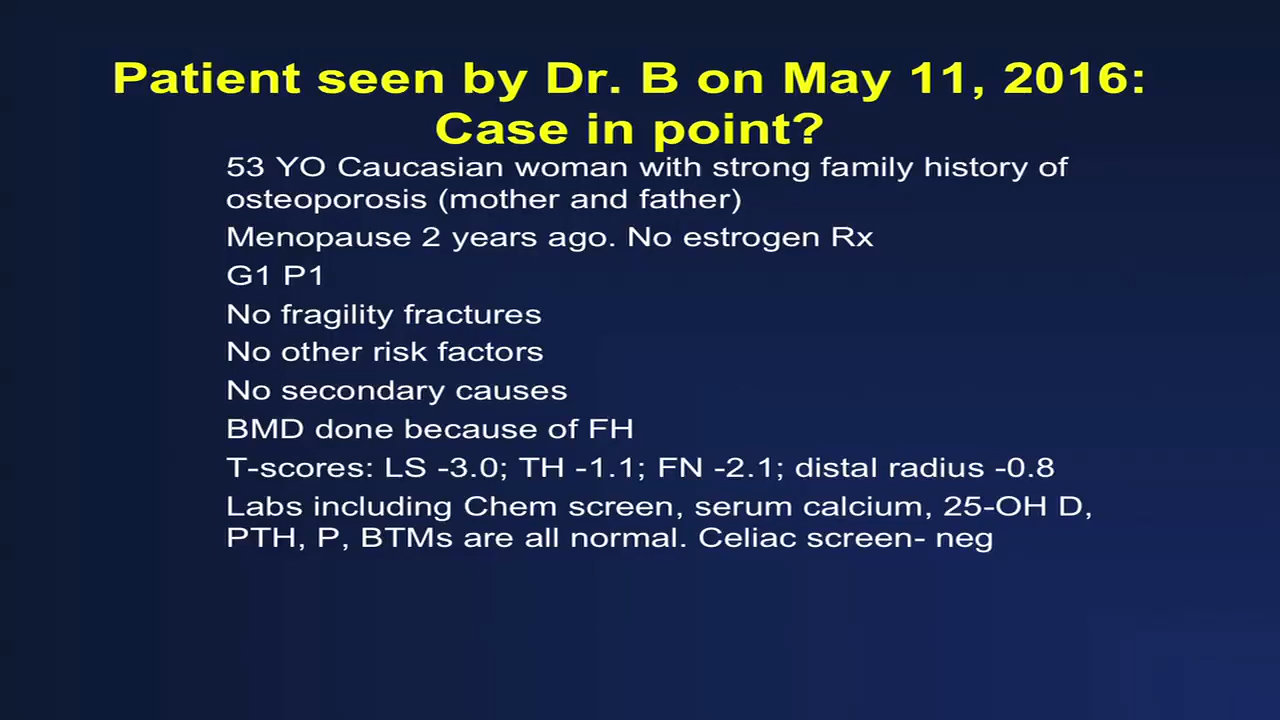 Patient seen by Dr. B on May 11, 2016:
Case in point?
53 YO Caucasian woman with strong family history of
osteoporosis (mother and father)
Menopause 2 years ago. No estrogen Rx
G1 P1
No fragility fractures
No other risk factors
No secondary causes
BMD done because of FH
T-scores: LS -3.0; TH -1.1; FN -2.1; distal radius -0.8
Labs including Chem screen, serum calcium, 25-OH D,
PTH, P, BTMs are all normal. Celiac screen- neg